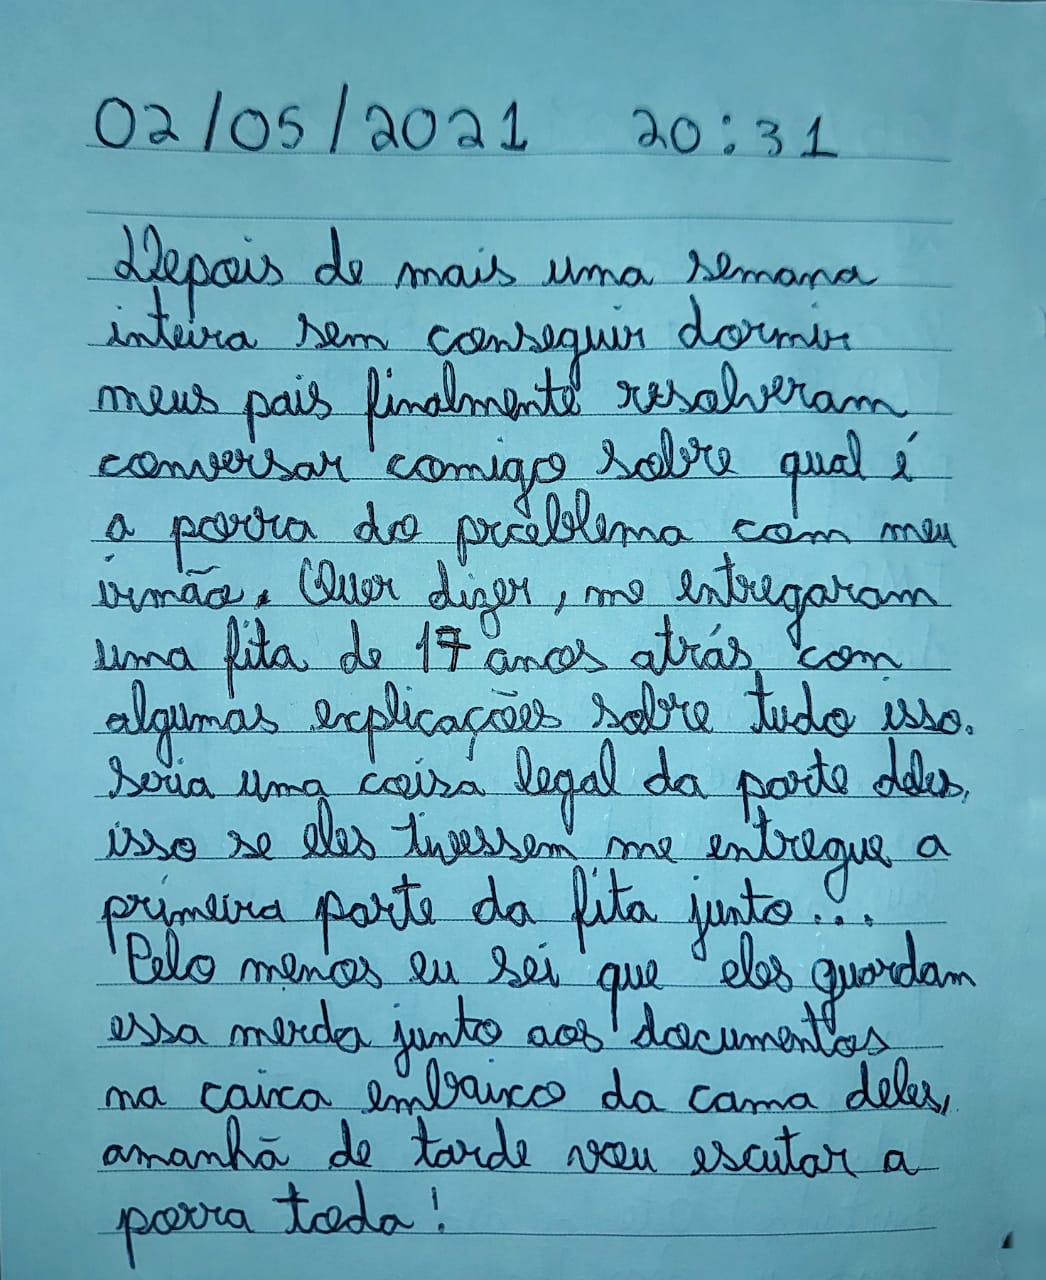 02/05/2021 20:31
Depois de mais uma semana
inteira sem conseguir dormir
meus pais finalmente resolveram
conversar comigo sobre qual é
a porra do problema com meu
irmão. Quer dizer, me entregaram
uma fita de 17 anos atrás com
algumas explicações sobre tudo isso.
Seria uma coisa legal da parte deles,
isso se eles tivessem me entregue a
primeira parte da fita junto...
Pelo menos eu sei que eles guardam
essa merda junto aos documentos
na caixa embaixo da cama deles,
amanhã de tarde vou escutar a
porra toda!